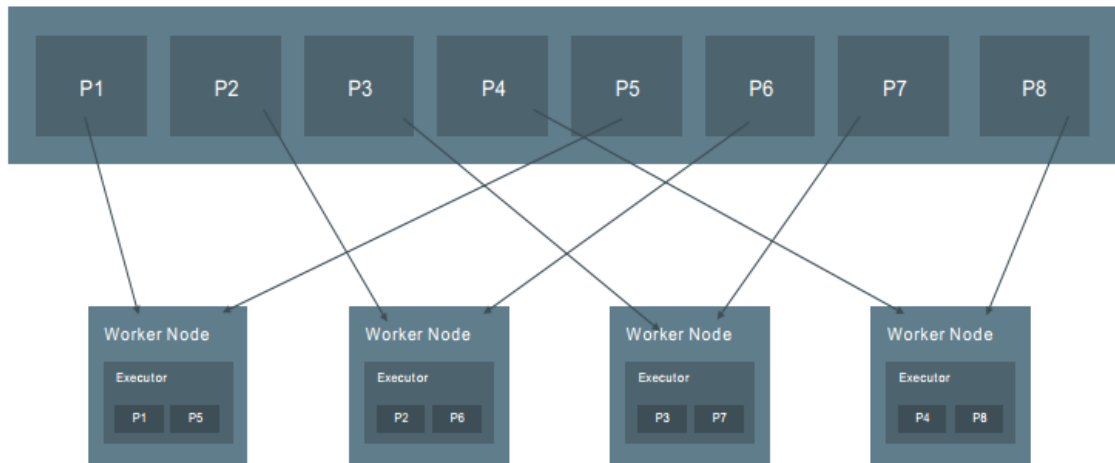 P1 P2 P3 P4 P5 P6 P7 P8
Worker Node Worker Node Worker Node Worker Node
Executor Executor Executor Executor
P1 P5 P2 P6 P3 P7 P4 P8